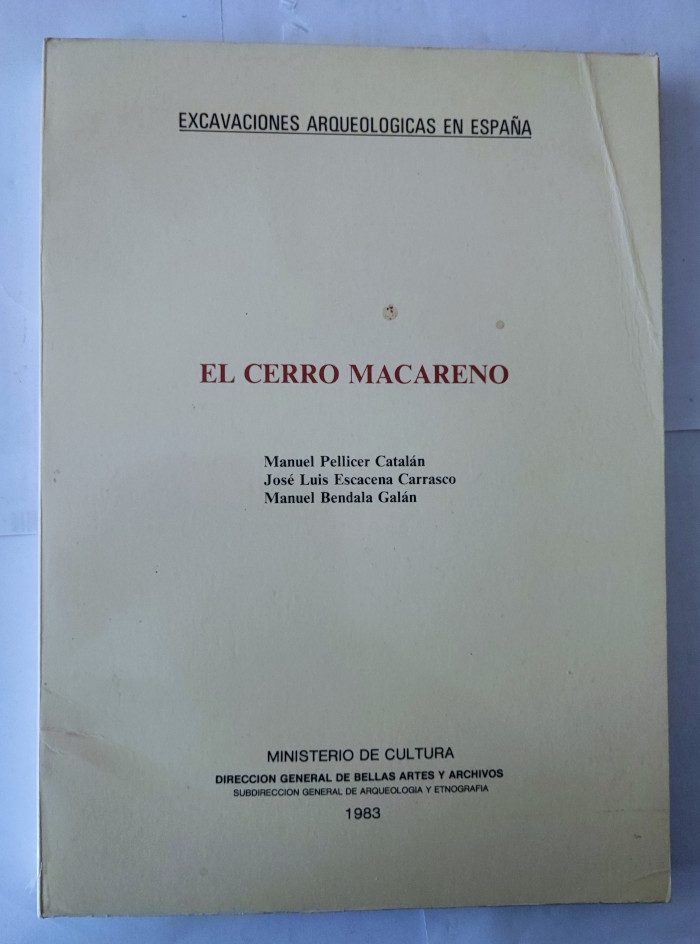 EXCAVACIONES ARQUEOLOGICAS EN ESPAÑA
EL CERRO MACARENO
Manuel Pellicer Catalán
José Luis Escacena Carrasco
Manuel Bendala Galán
MINISTERIO DE CULTURA
DIRECCION GENERAL DE BELLAS ARTES Y ARCHIVOS
SUBDIRECCION GENERAL DE ARQUEOLOGIA Y ETNOGRAFIA
1983